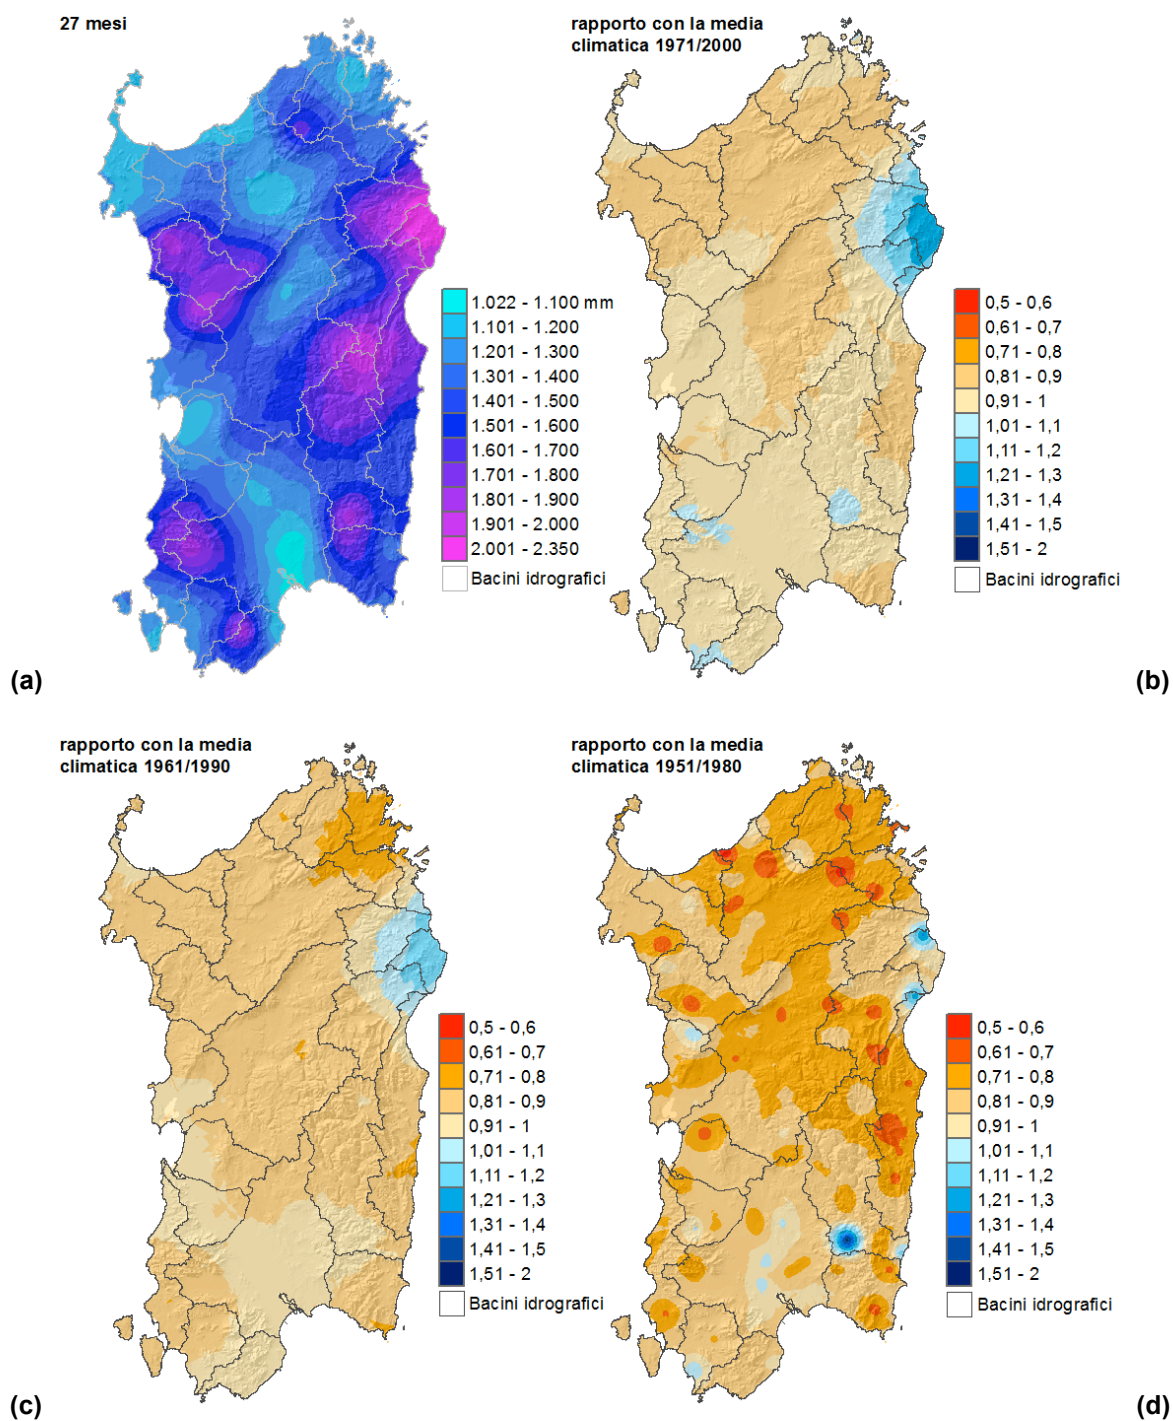 27 mesi
1.022 - 1.100 mm
1.101 - 1.200
1.201 - 1.300
1.301 - 1.400
1.401 - 1.500
1.501 - 1.600
1.601 - 1.700
1.701 - 1.800
1.801 - 1.900
1.901 - 2.000
2.001 - 2.350
Bacini idrografici
(a)
rapporto con la media
climatica 1971/2000
0,5 - 0,6
0,61 - 0,7
0,71 - 0,8
0,81 - 0,9
0,91 - 1
1,01 - 1,1
1,11 - 1,2
1,21 - 1,3
1,31 - 1,4
1,41 - 1,5
1,51 - 2
Bacini idrografici
(b)
rapporto con la media
climatica 1961/1990
0,5 - 0,6
0,61 - 0,7
0,71 - 0,8
0,81 - 0,9
0,91 - 1
1,01 - 1,1
1,11 - 1,2
1,21 - 1,3
1,31 - 1,4
1,41 - 1,5
1,51 - 2
Bacini idrografici
(c)
rapporto con la media
climatica 1951/1980
0,5 - 0,6
0,61 - 0,7
0,71 - 0,8
0,81 - 0,9
0,91 - 1
1,01 - 1,1
1,11 - 1,2
1,21 - 1,3
1,31 - 1,4
1,41 - 1,5
1,51 - 2
Bacini idrografici
(d)